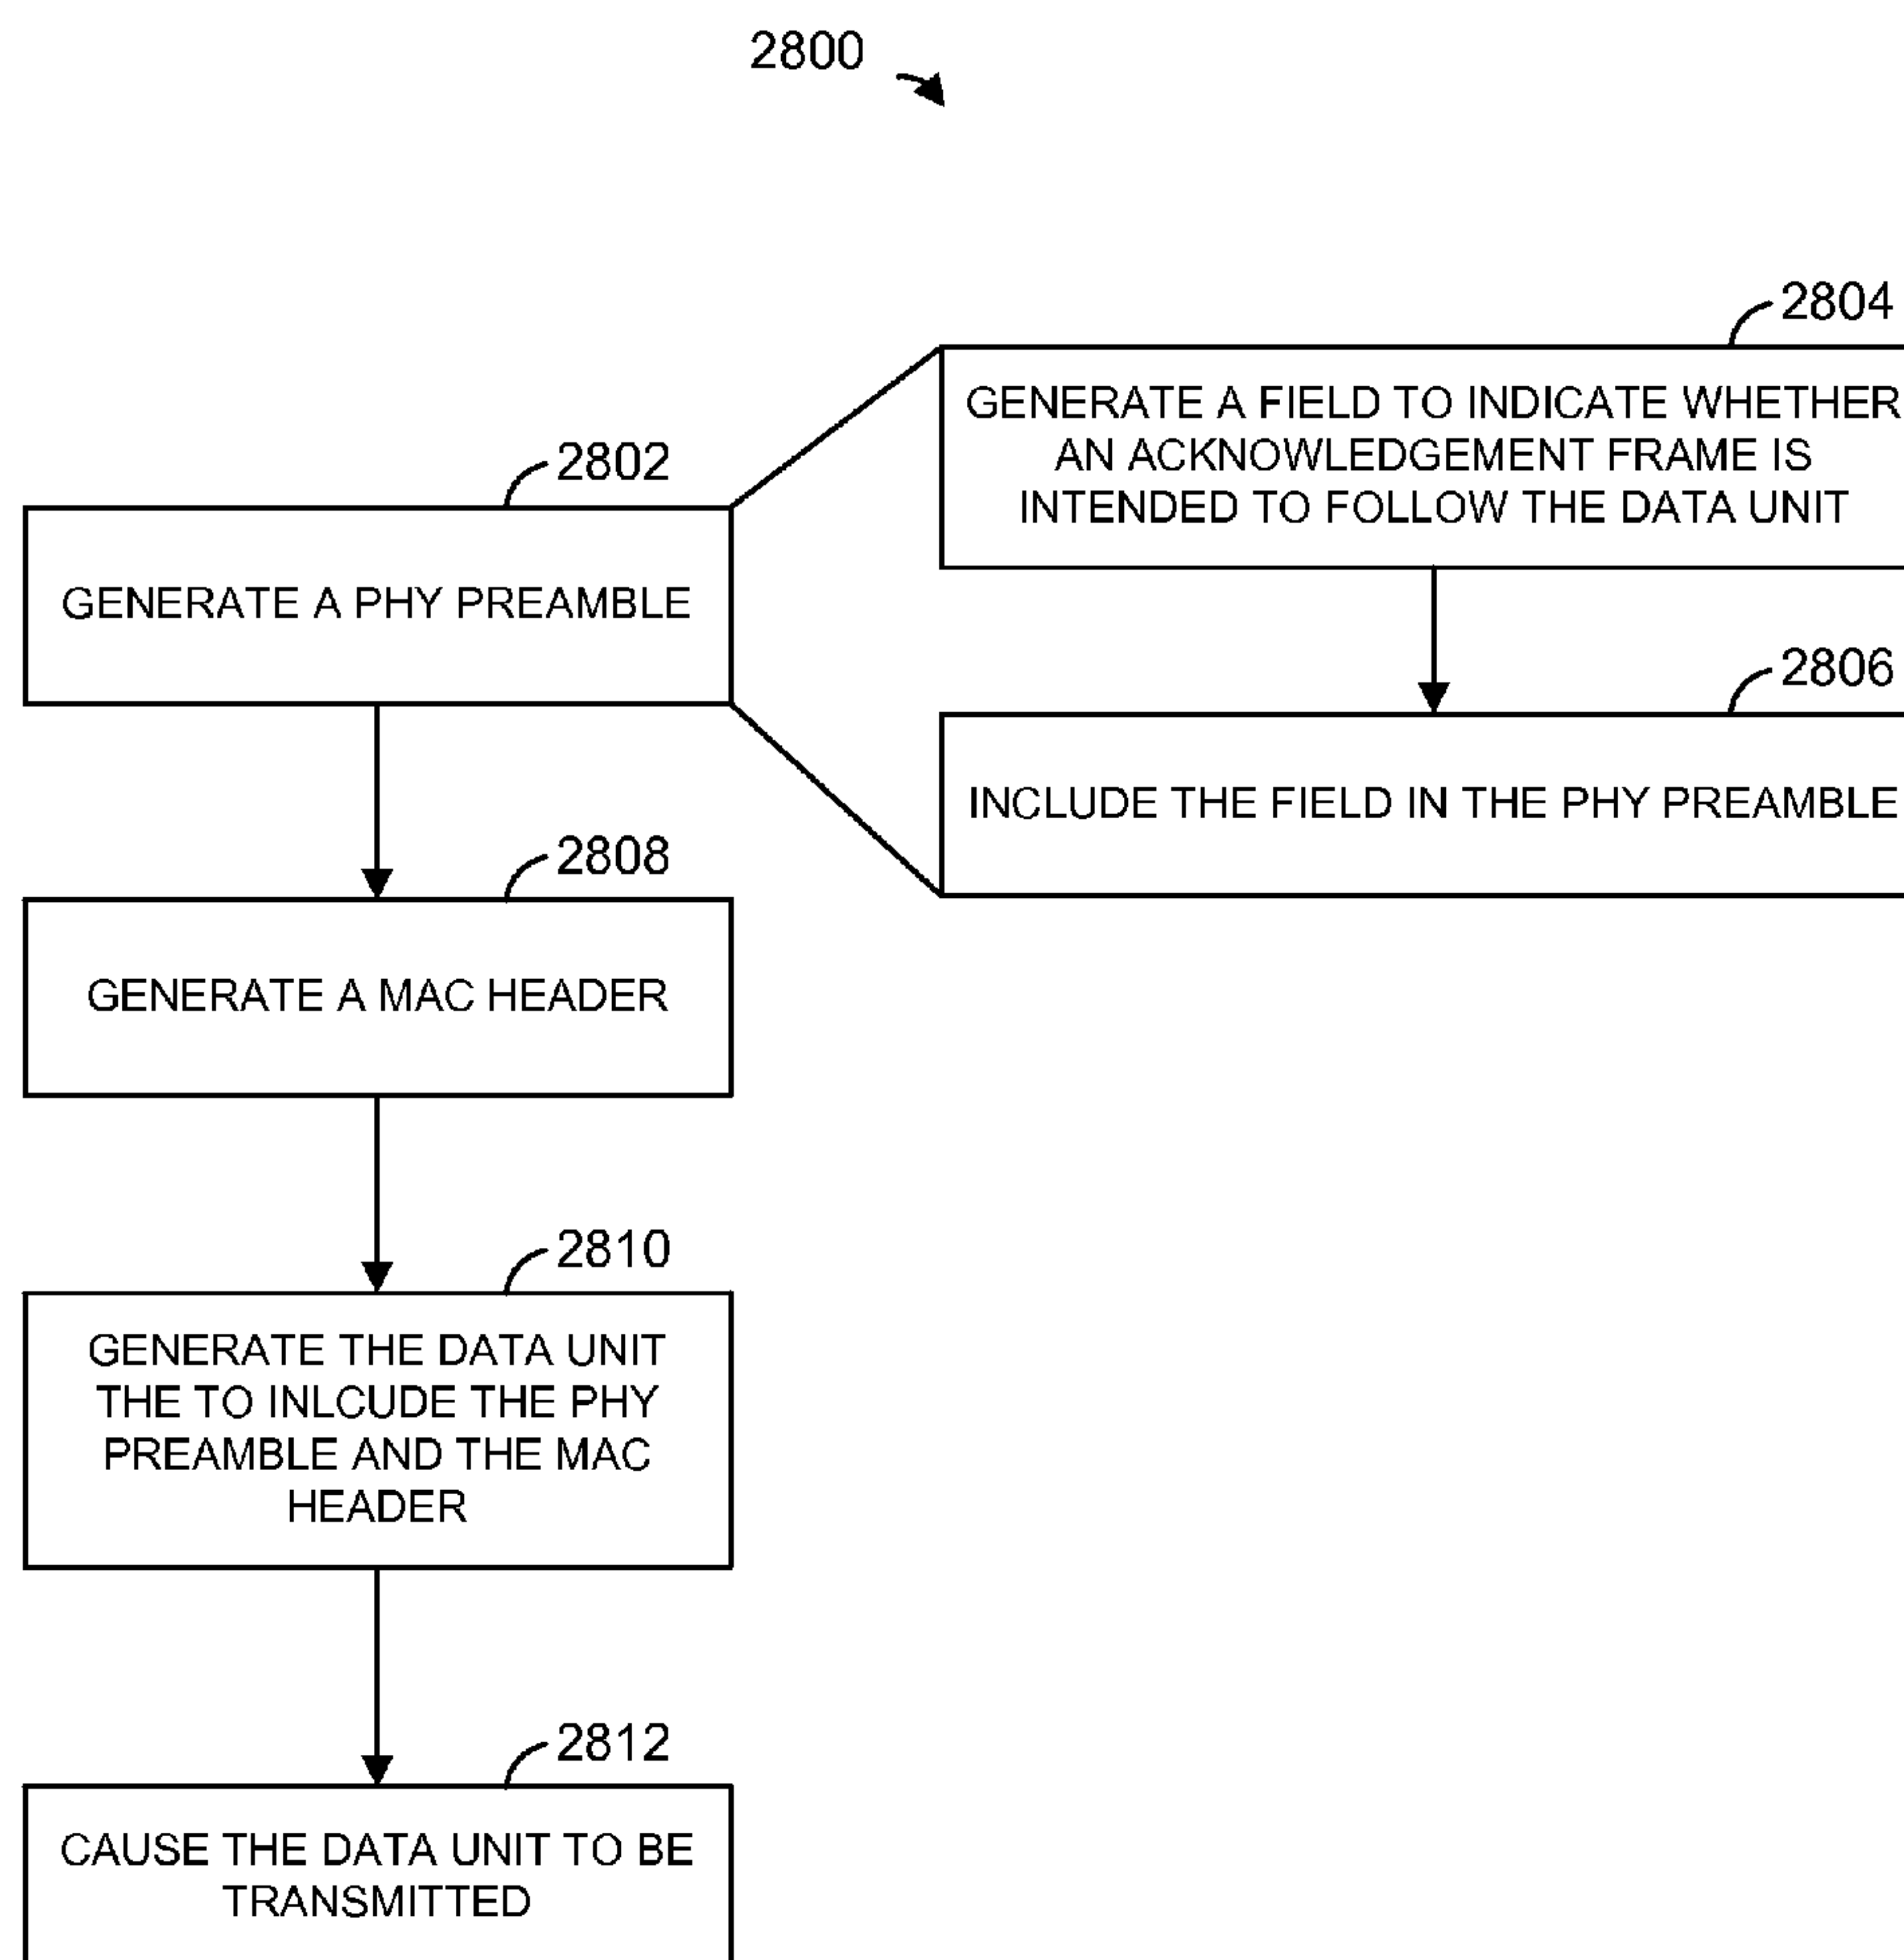 2800
2802
GENERATE A PHY PREAMBLE
2804
GENERATE A FIELD TO INDICATE WHETHER
AN ACKNOWLEDGEMENT FRAME IS
INTENDED TO FOLLOW THE DATA UNIT
2806
INCLUDE THE FIELD IN THE PHY PREAMBLE
2808
GENERATE A MAC HEADER
2810
GENERATE THE DATA UNIT
THE TO INLCUDE THE PHY
PREAMBLE AND THE MAC
HEADER
2812
CAUSE THE DATA UNIT TO BE
TRANSMITTED